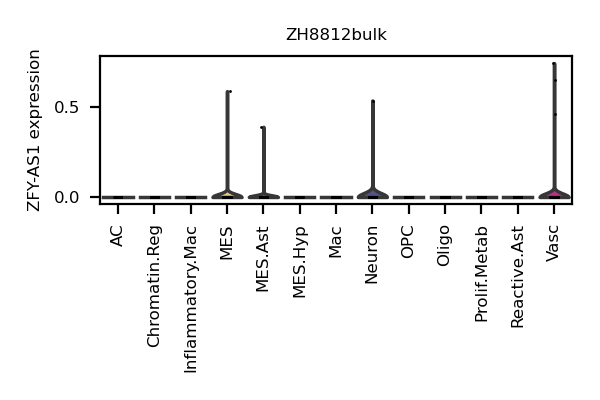 ZH8812bulk
ZFY-AS1 expression
0.5
0.0
AC
Chromatin.Reg
Inflammatory.Mac
MES
MES.Ast
MES.Hyp
Mac
Neuron
OPC
Oligo
Prolif.Metab
Reactive.Ast
Vasc